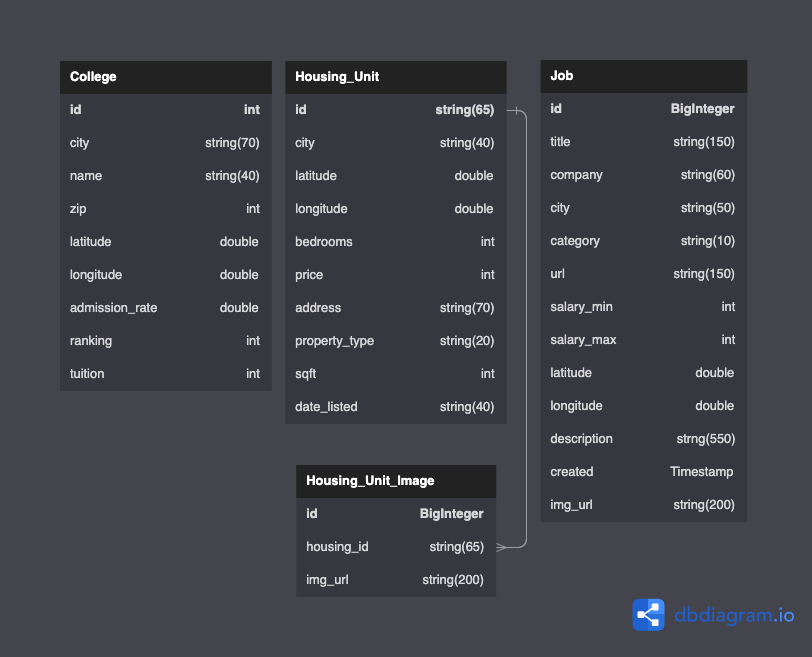 College
id int
city string(70)
name string(40)
zip int
latitude double
longitude double
admission_rate double
ranking int
tuition int
Housing_Unit
id string(65)
city string(40)
latitude double
longitude double
bedrooms int
price int
address string(70)
property_type string(20)
sqft int
date_listed string(40)
Job
id BigInteger
title string(150)
company string(60)
city string(50)
category string(10)
url string(150)
salary_min int
salary_max int
latitude double
longitude double
description strng(550)
created Timestamp
img_url string(200)
Housing_Unit_Image
id BigInteger
housing_id string(65)
img_url string(200)
dbdiagram.io